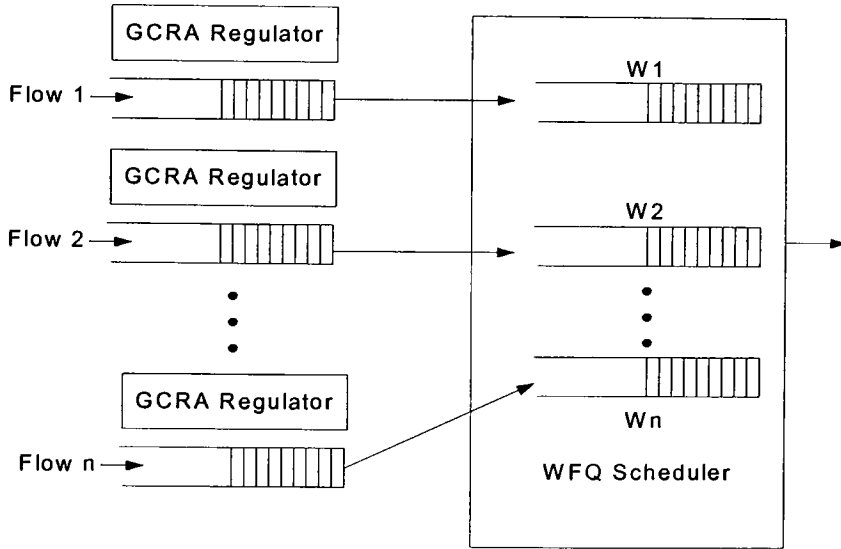 GCRA Regulator
W1
Flow 1
GCRA Regulator
W2
Flow 2
GCRA Regulator
Wn
Flow n
WFQ Scheduler